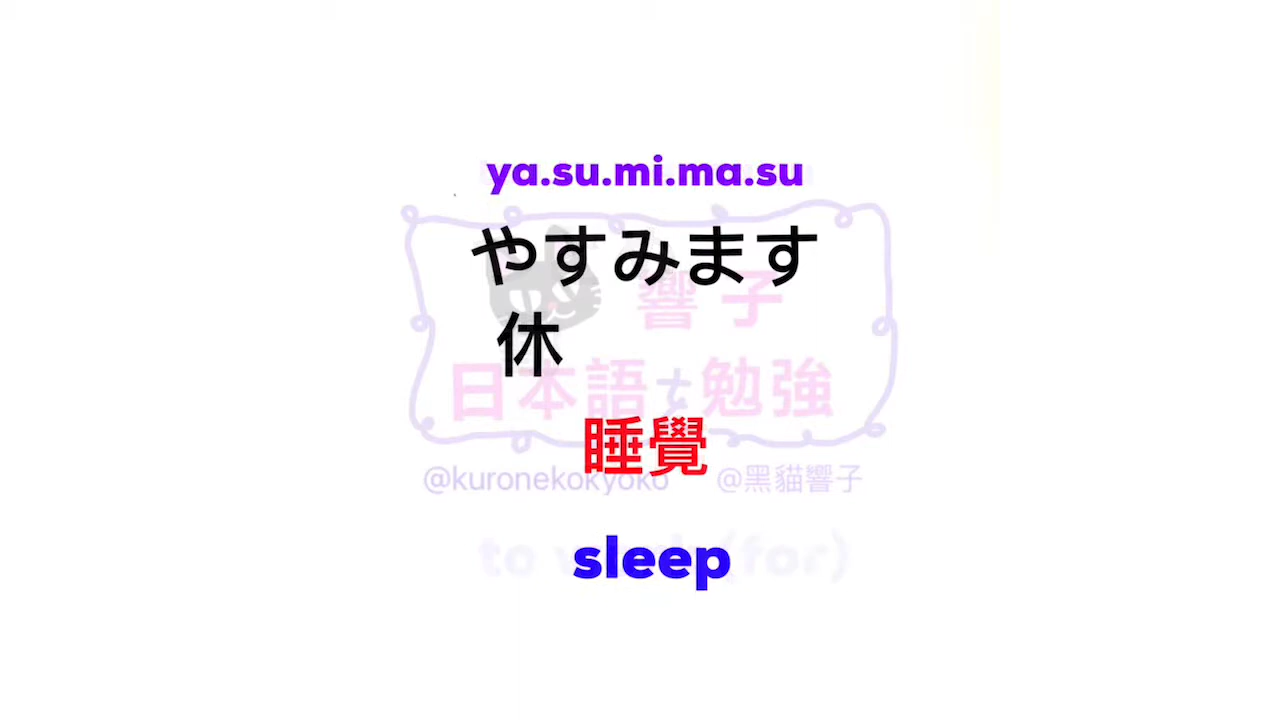 ya.su.mi.ma.su
やすみます
響子
休
日本語を勉強
睡覺
@kuronekokyoko @黑貓響子
sleep